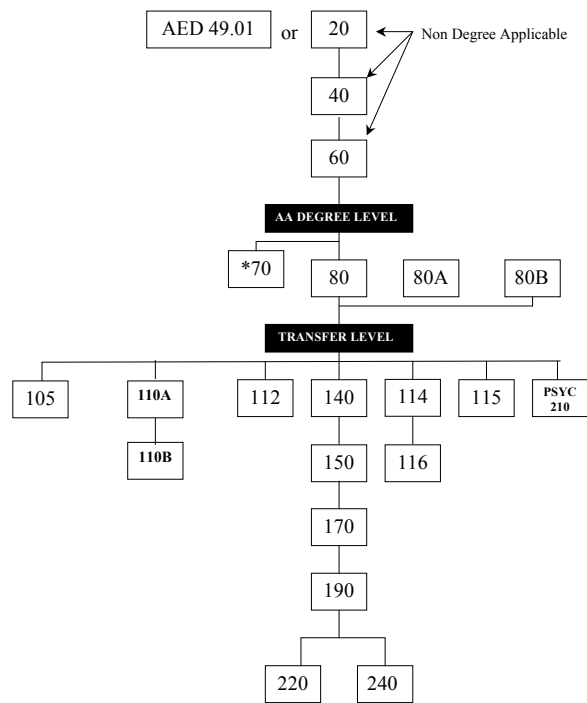 AED 49.01 or 20 Non Degree Applicable
40
60
AA DEGREE LEVEL
*70
80 80A 80B
TRANSFER LEVEL
105 110A 112 140 114 115 PSYC
210
110B 150 116
170
190
220 240